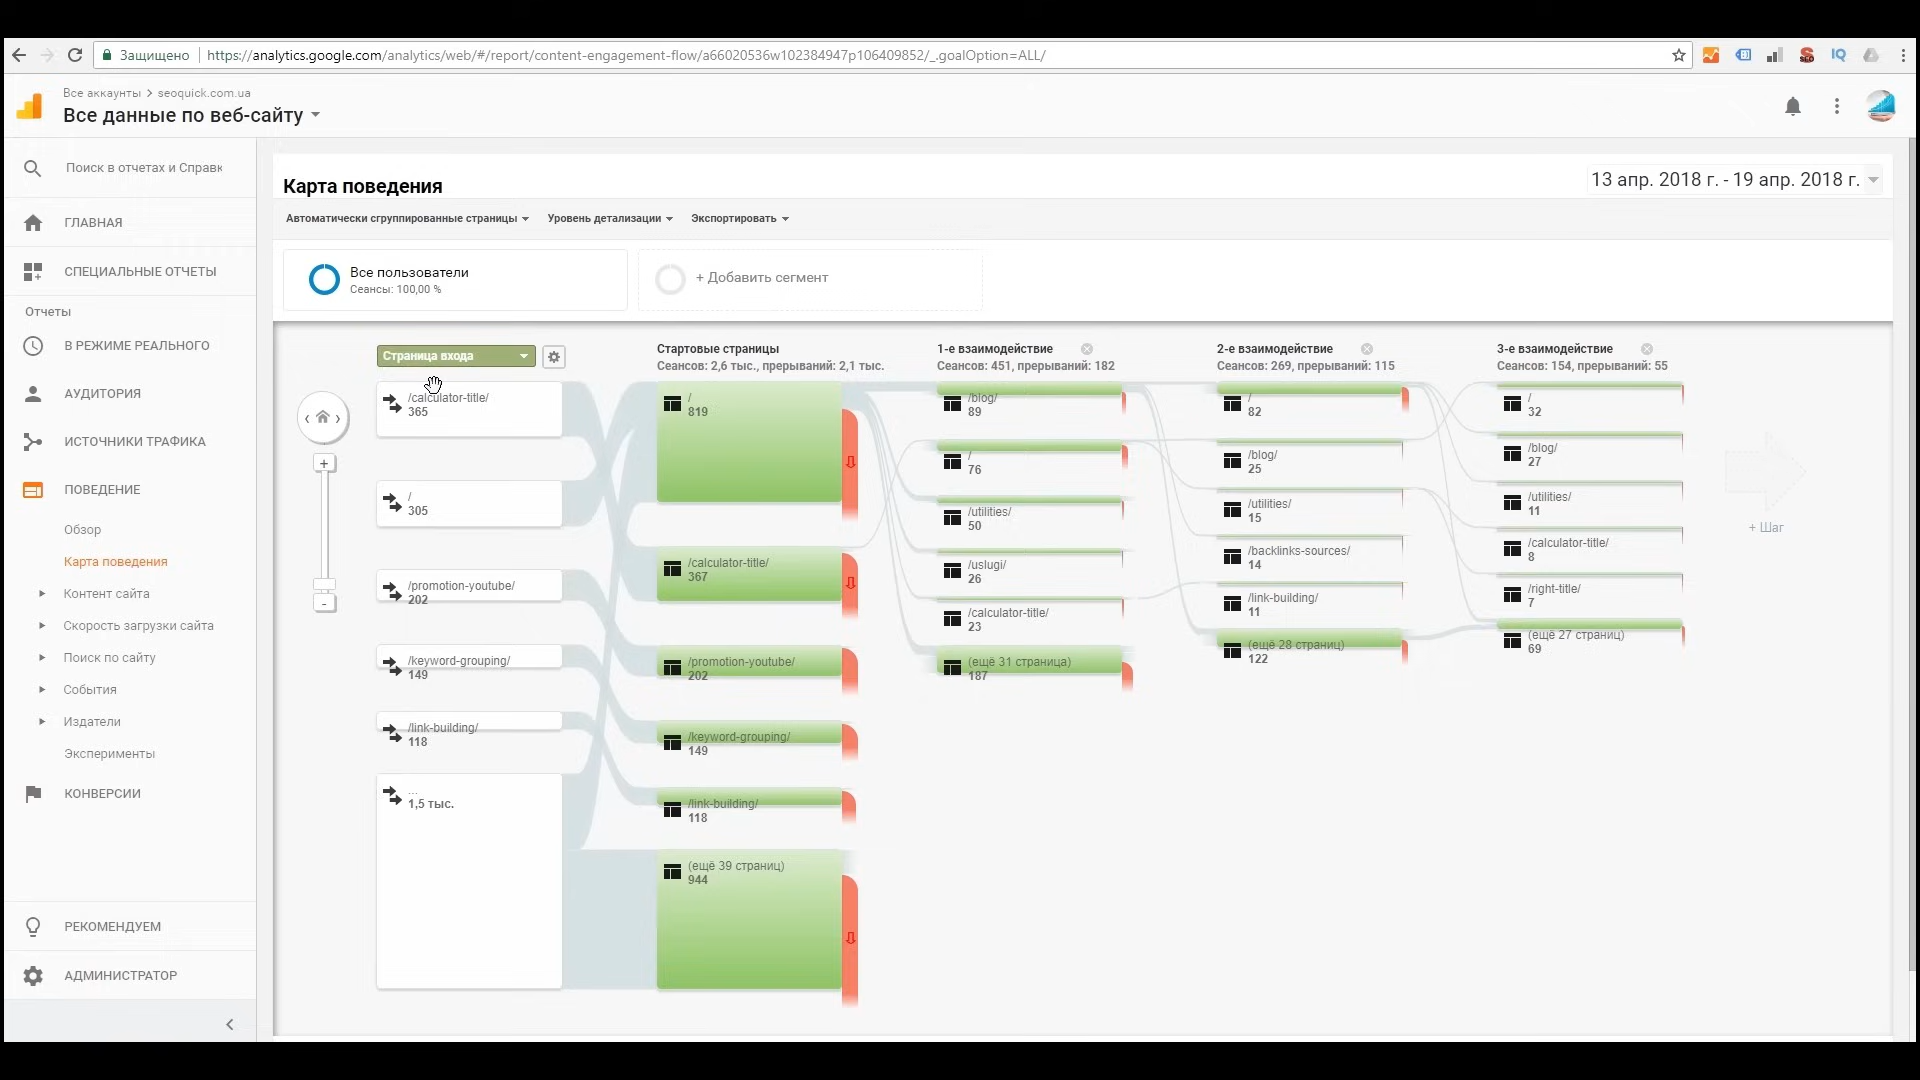 Защищено
https://analytics.google.com/analytics/web/#/report/content-engagement-flow/a66020536w102384947p106409852/_.goalOption=ALL/
SEO
IQ
Все аккаунты > seoquick.com.ua
Все данные по веб-сайту
Поиск в отчетах и Справк
ГЛАВНАЯ
СПЕЦИАЛЬНЫЕ ОТЧЕТЫ
Отчеты
В РЕЖИМЕ РЕАЛЬНОГО
АУДИТОРИЯ
ИСТОЧНИКИ ТРАФИКА
ПОВЕДЕНИЕ
Обзор
Карта поведения
Контент сайта
Скорость загрузки сайта
Поиск по сайту
События
Издатели
Эксперименты
КОНВЕРСИИ
РЕКОМЕНДУЕМ
АДМИНИСТРАТОР
Карта поведения
13 апр. 2018 г. - 19 апр. 2018 г.
Автоматически сгруппированные страницы
Уровень детализации
Экспортировать
Все пользователи
Сеансы: 100,00 %
+ Добавить сегмент
Страница входа
/calculator-title/
365
/
305
/promotion-youtube/
202
/keyword-grouping/
149
/link-building/
118
...
1,5 тыс.
+
-
Стартовые страницы
Сеансов: 2,6 тыс., прерываний: 2,1 тыс.
/
819
/calculator-title/
367
/promotion-youtube/
202
/keyword-grouping/
149
/link-building/
118
(ещё 39 страниц)
944
1-е взаимодействие
Сеансов: 451, прерываний: 182
/blog/
89
/
76
/utilities/
50
/uslugi/
26
/calculator-title/
23
(ещё 31 страница)
187
2-е взаимодействие
Сеансов: 269, прерываний: 115
/
82
/blog/
25
/utilities/
15
/backlinks-sources/
14
/link-building/
11
(ещё 28 страниц)
122
3-е взаимодействие
Сеансов: 154, прерываний: 55
/
32
/blog/
27
/utilities/
11
/calculator-title/
8
/right-title/
7
(ещё 27 страниц)
69
+ Шаг